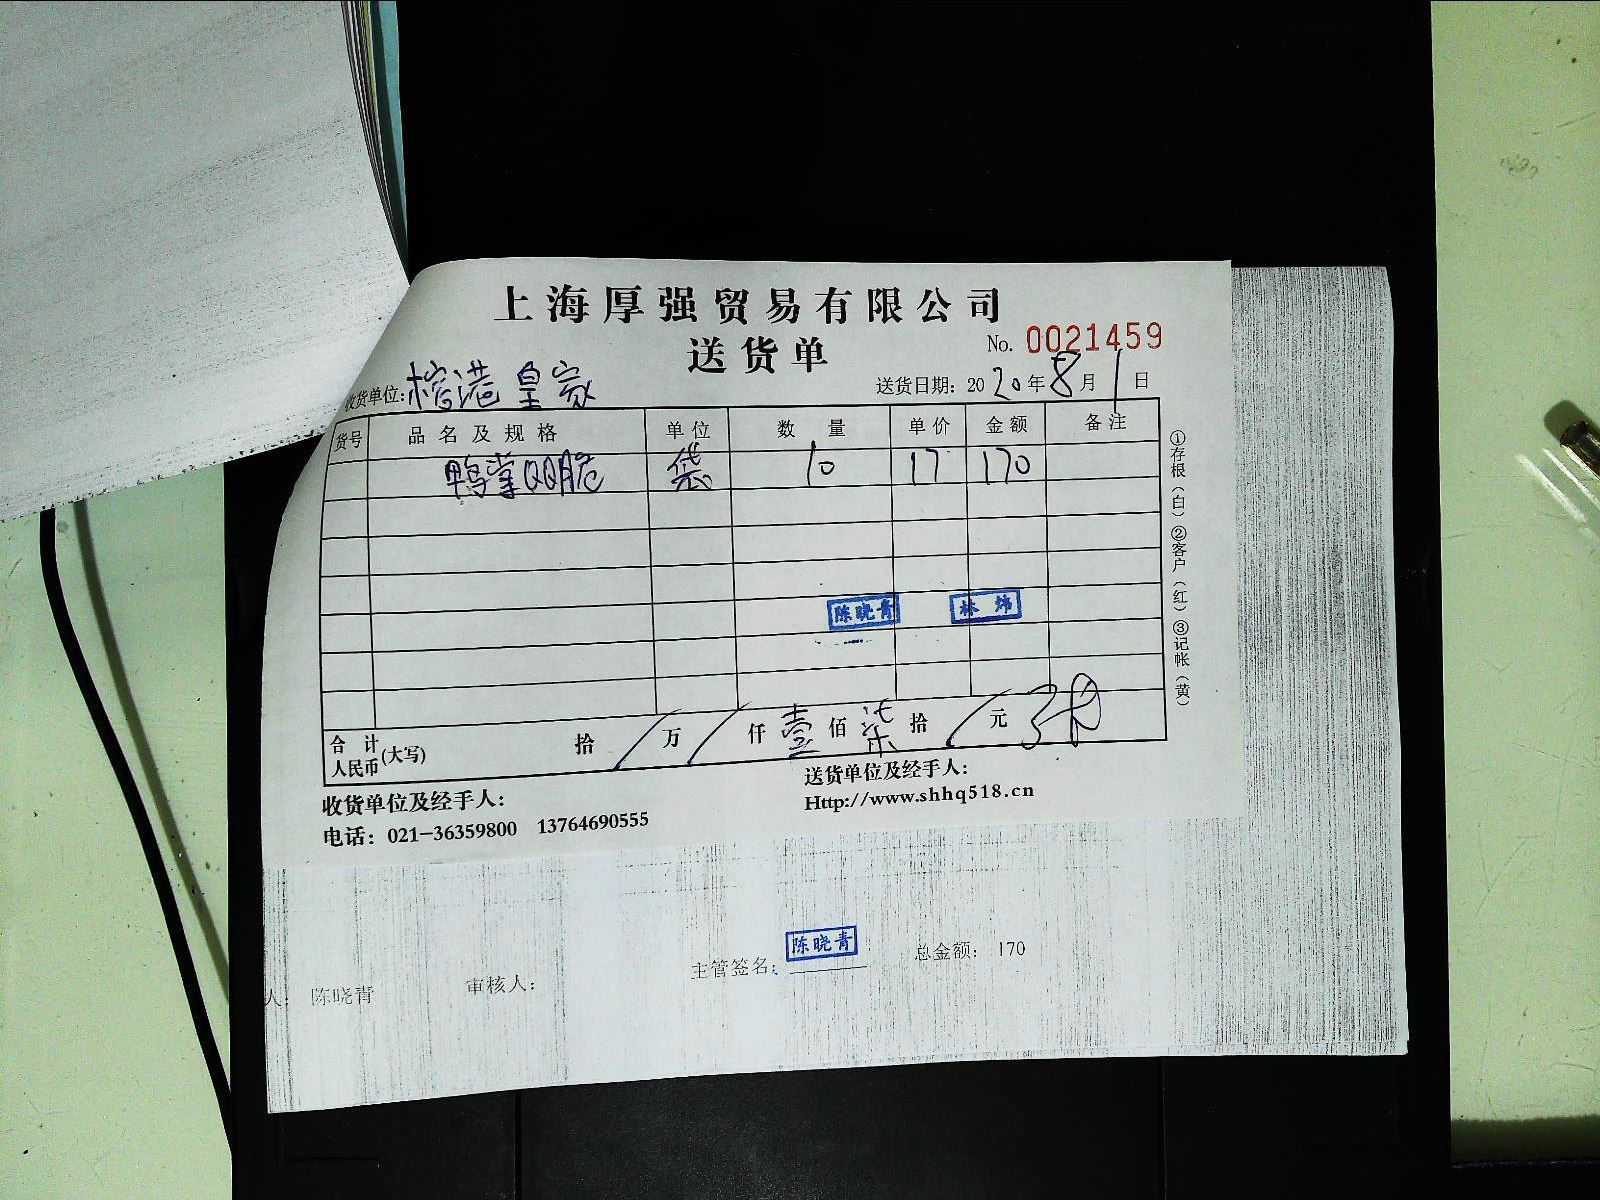 上海厚强贸易有限公司
送货单
No. 0021459
收货单位: 榕港皇家
送货日期: 2020年8月1日
货号 品名及规格 单位 数量 单价 金额 备注
鸭掌QQ脆 袋 10 17 170
陈晓青 林炜
合计人民币(大写) 拾 / 万 / 仟 壹 佰 柒 拾 / 元
收货单位及经手人:
送货单位及经手人:
电话: 021-36359800 13764690555
Http://www.shhq518.cn
①存根(白)②客户(红)③记帐(黄)
人: 陈晓青 审核人: 主管签名: 陈晓青 总金额: 170